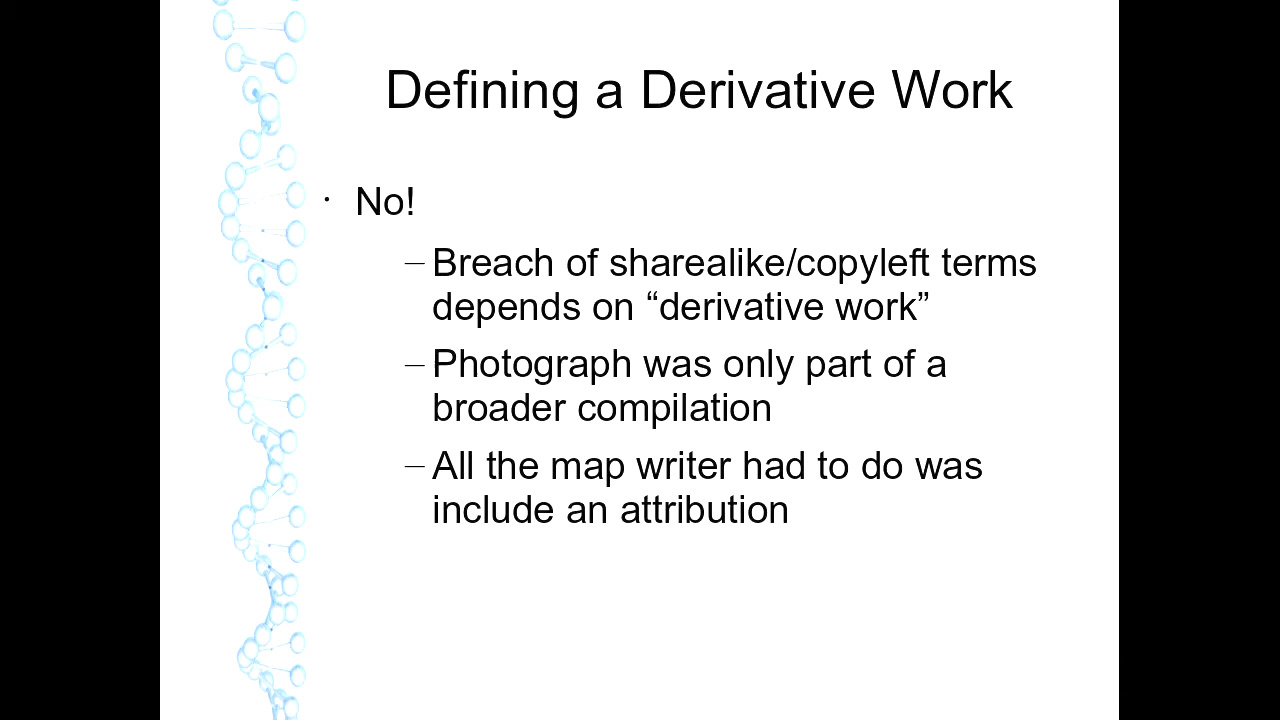 Defining a Derivative Work
· No!
– Breach of sharealike/copyleft terms
depends on “derivative work”
– Photograph was only part of a
broader compilation
– All the map writer had to do was
include an attribution